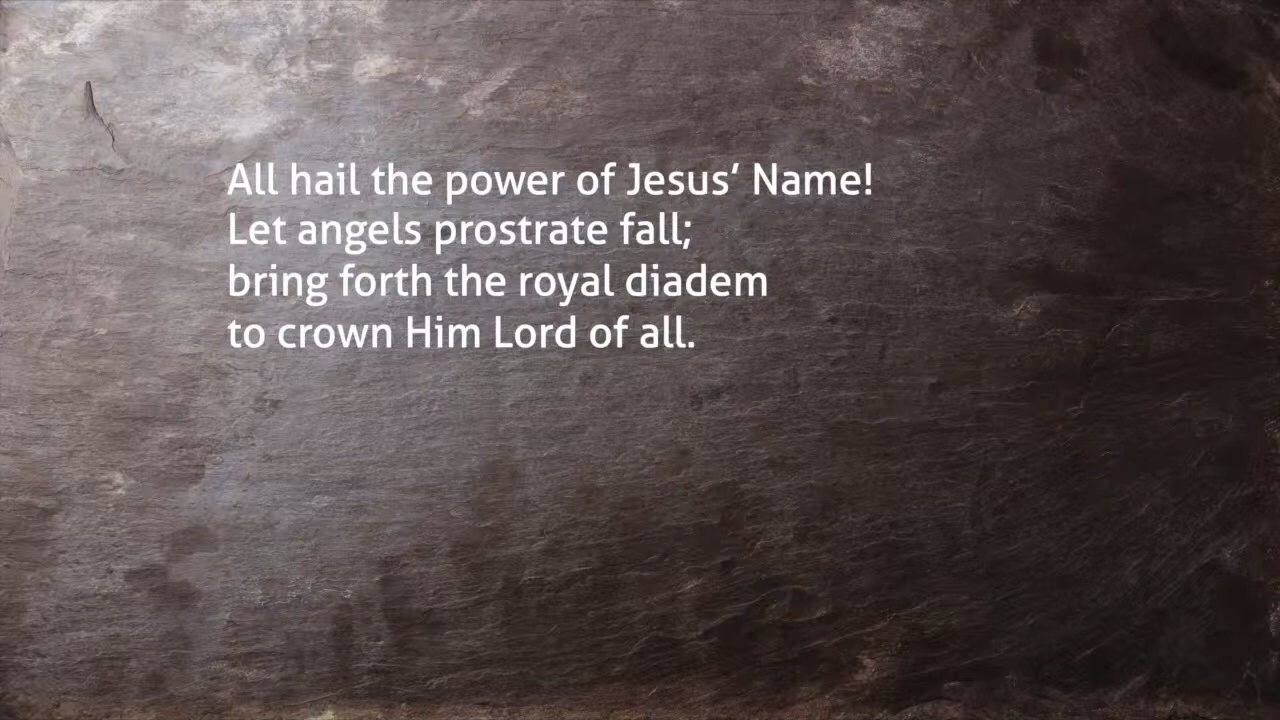 All hail the power of Jesus’ Name!
Let angels prostrate fall;
bring forth the royal diadem
to crown Him Lord of all.